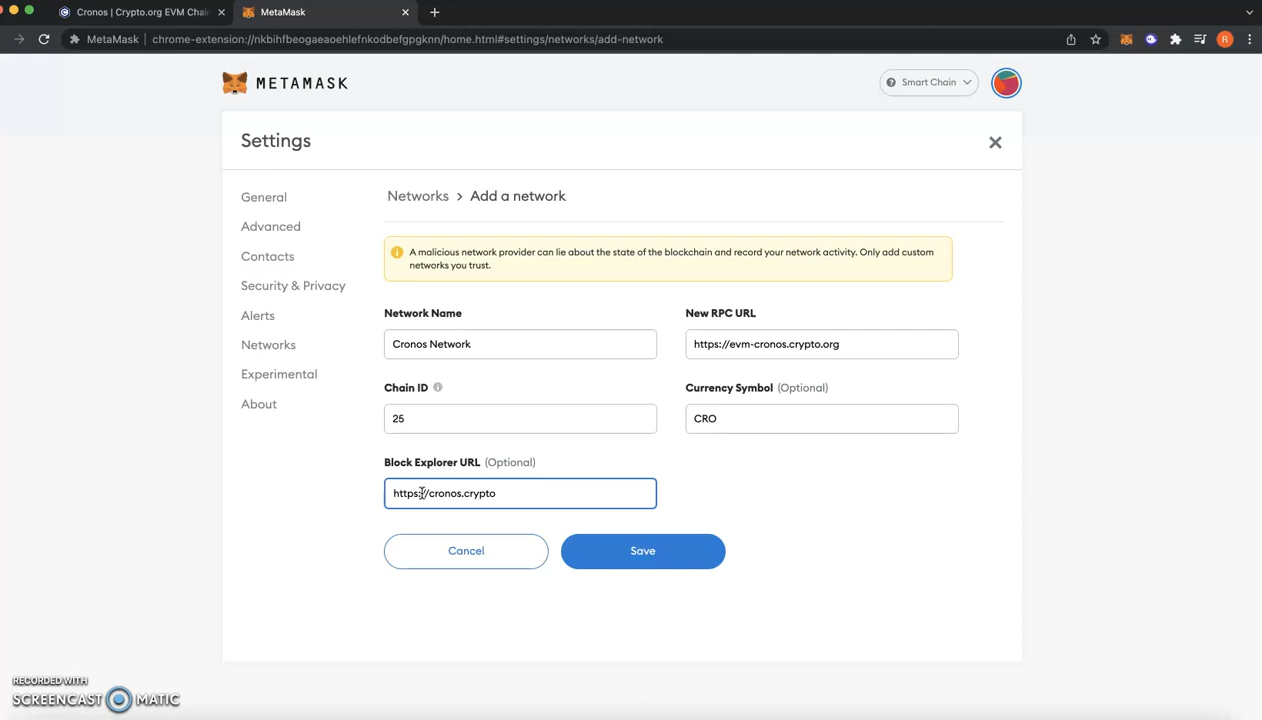 Cronos | Crypto.org EVM Chain
MetaMask
MetaMask
chrome-extension://nkbihfbeogaeaoehlefnkodbefgpgknn/home.html#settings/networks/add-network
R
METAMASK
Smart Chain
Settings
General
Advanced
Contacts
Security & Privacy
Alerts
Networks
Experimental
About
Networks > Add a network
A malicious network provider can lie about the state of the blockchain and record your network activity. Only add custom
networks you trust.
Network Name
New RPC URL
Cronos Network
https://evm-cronos.crypto.org
Chain ID
Currency Symbol (Optional)
25
CRO
Block Explorer URL (Optional)
https://cronos.crypto
Cancel
Save
RECORDED WITH
SCREENCAST MATIC